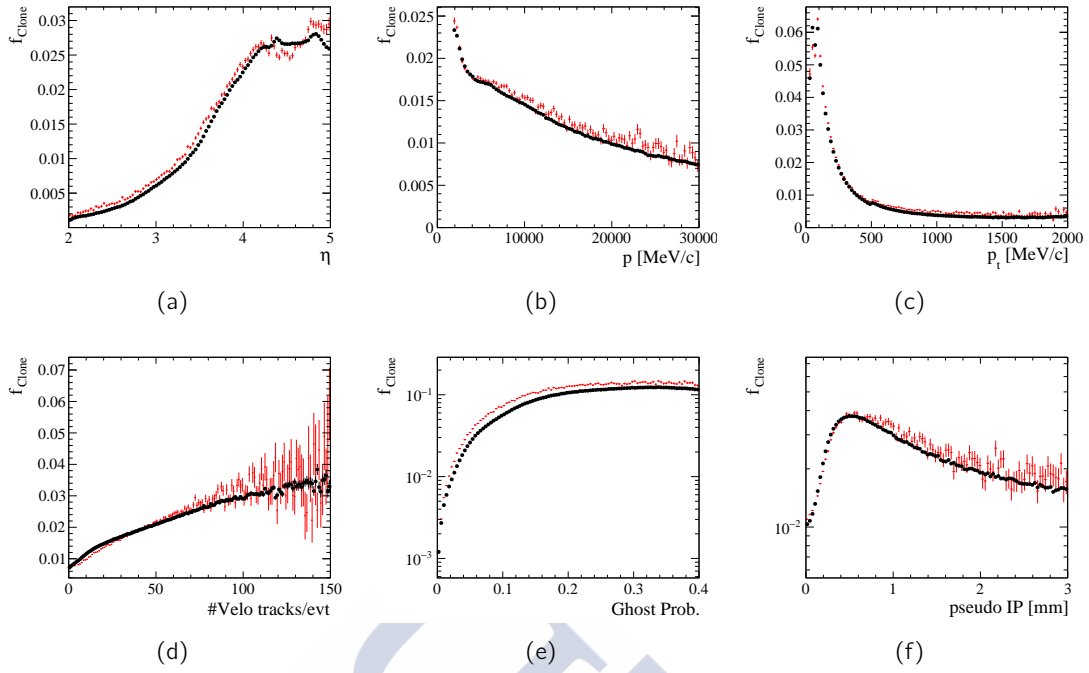 f_Clone
0.03
0.025
0.02
0.015
0.01
0.005
2 3 4 5
η
(a)
f_Clone
0.025
0.02
0.015
0.01
0.005
0
0 10000 20000 30000
p [MeV/c]
(b)
f_Clone
0.06
0.05
0.04
0.03
0.02
0.01
0
0 500 1000 1500 2000
p_t [MeV/c]
(c)
f_Clone
0.07
0.06
0.05
0.04
0.03
0.02
0.01
0 50 100 150
#Velo tracks/evt
(d)
f_Clone
10^-1
10^-2
10^-3
0 0.1 0.2 0.3 0.4
Ghost Prob.
(e)
f_Clone
10^-2
0 1 2 3
pseudo IP [mm]
(f)